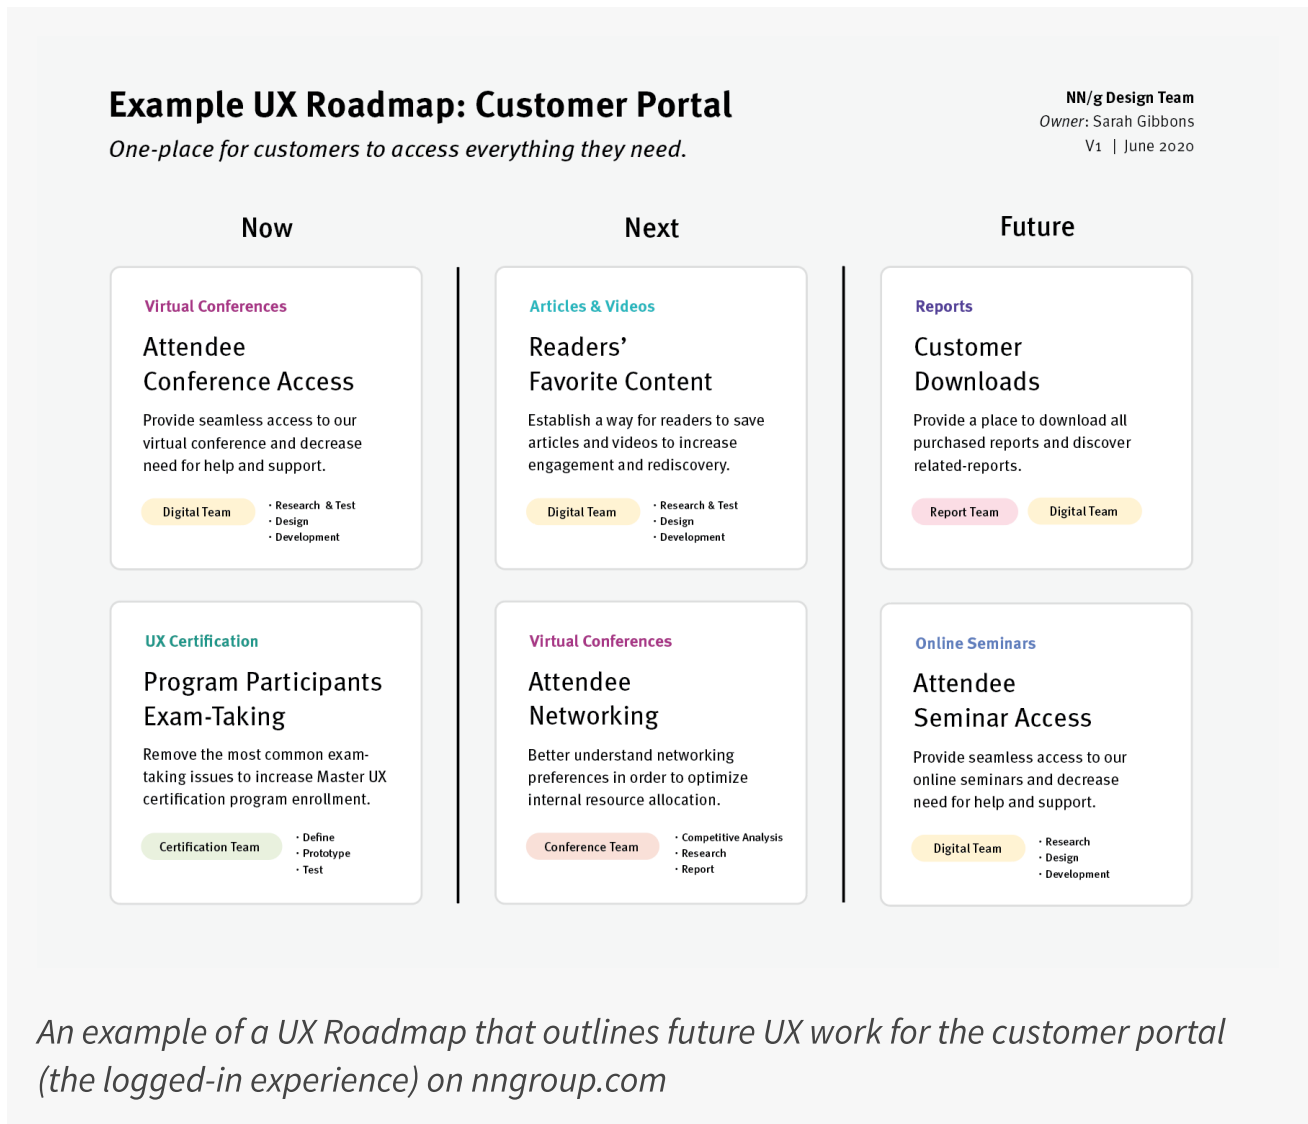 Example UX Roadmap: Customer Portal
One-place for customers to access everything they need.
NN/g Design Team
Owner: Sarah Gibbons
V1 | June 2020
Now
Virtual Conferences
Attendee
Conference Access
Provide seamless access to our
virtual conference and decrease
need for help and support.
Digital Team
· Research & Test
· Design
· Development
UX Certification
Program Participants
Exam-Taking
Remove the most common exam-
taking issues to increase Master UX
certification program enrollment.
Certification Team
· Define
· Prototype
· Test
Next
Articles & Videos
Readers’
Favorite Content
Establish a way for readers to save
articles and videos to increase
engagement and rediscovery.
Digital Team
· Research & Test
· Design
· Development
Virtual Conferences
Attendee
Networking
Better understand networking
preferences in order to optimize
internal resource allocation.
Conference Team
· Competitive Analysis
· Research
· Report
Future
Reports
Customer
Downloads
Provide a place to download all
purchased reports and discover
related-reports.
Report Team
Digital Team
Online Seminars
Attendee
Seminar Access
Provide seamless access to our
online seminars and decrease
need for help and support.
Digital Team
· Research
· Design
· Development
An example of a UX Roadmap that outlines future UX work for the customer portal
(the logged-in experience) on nngroup.com